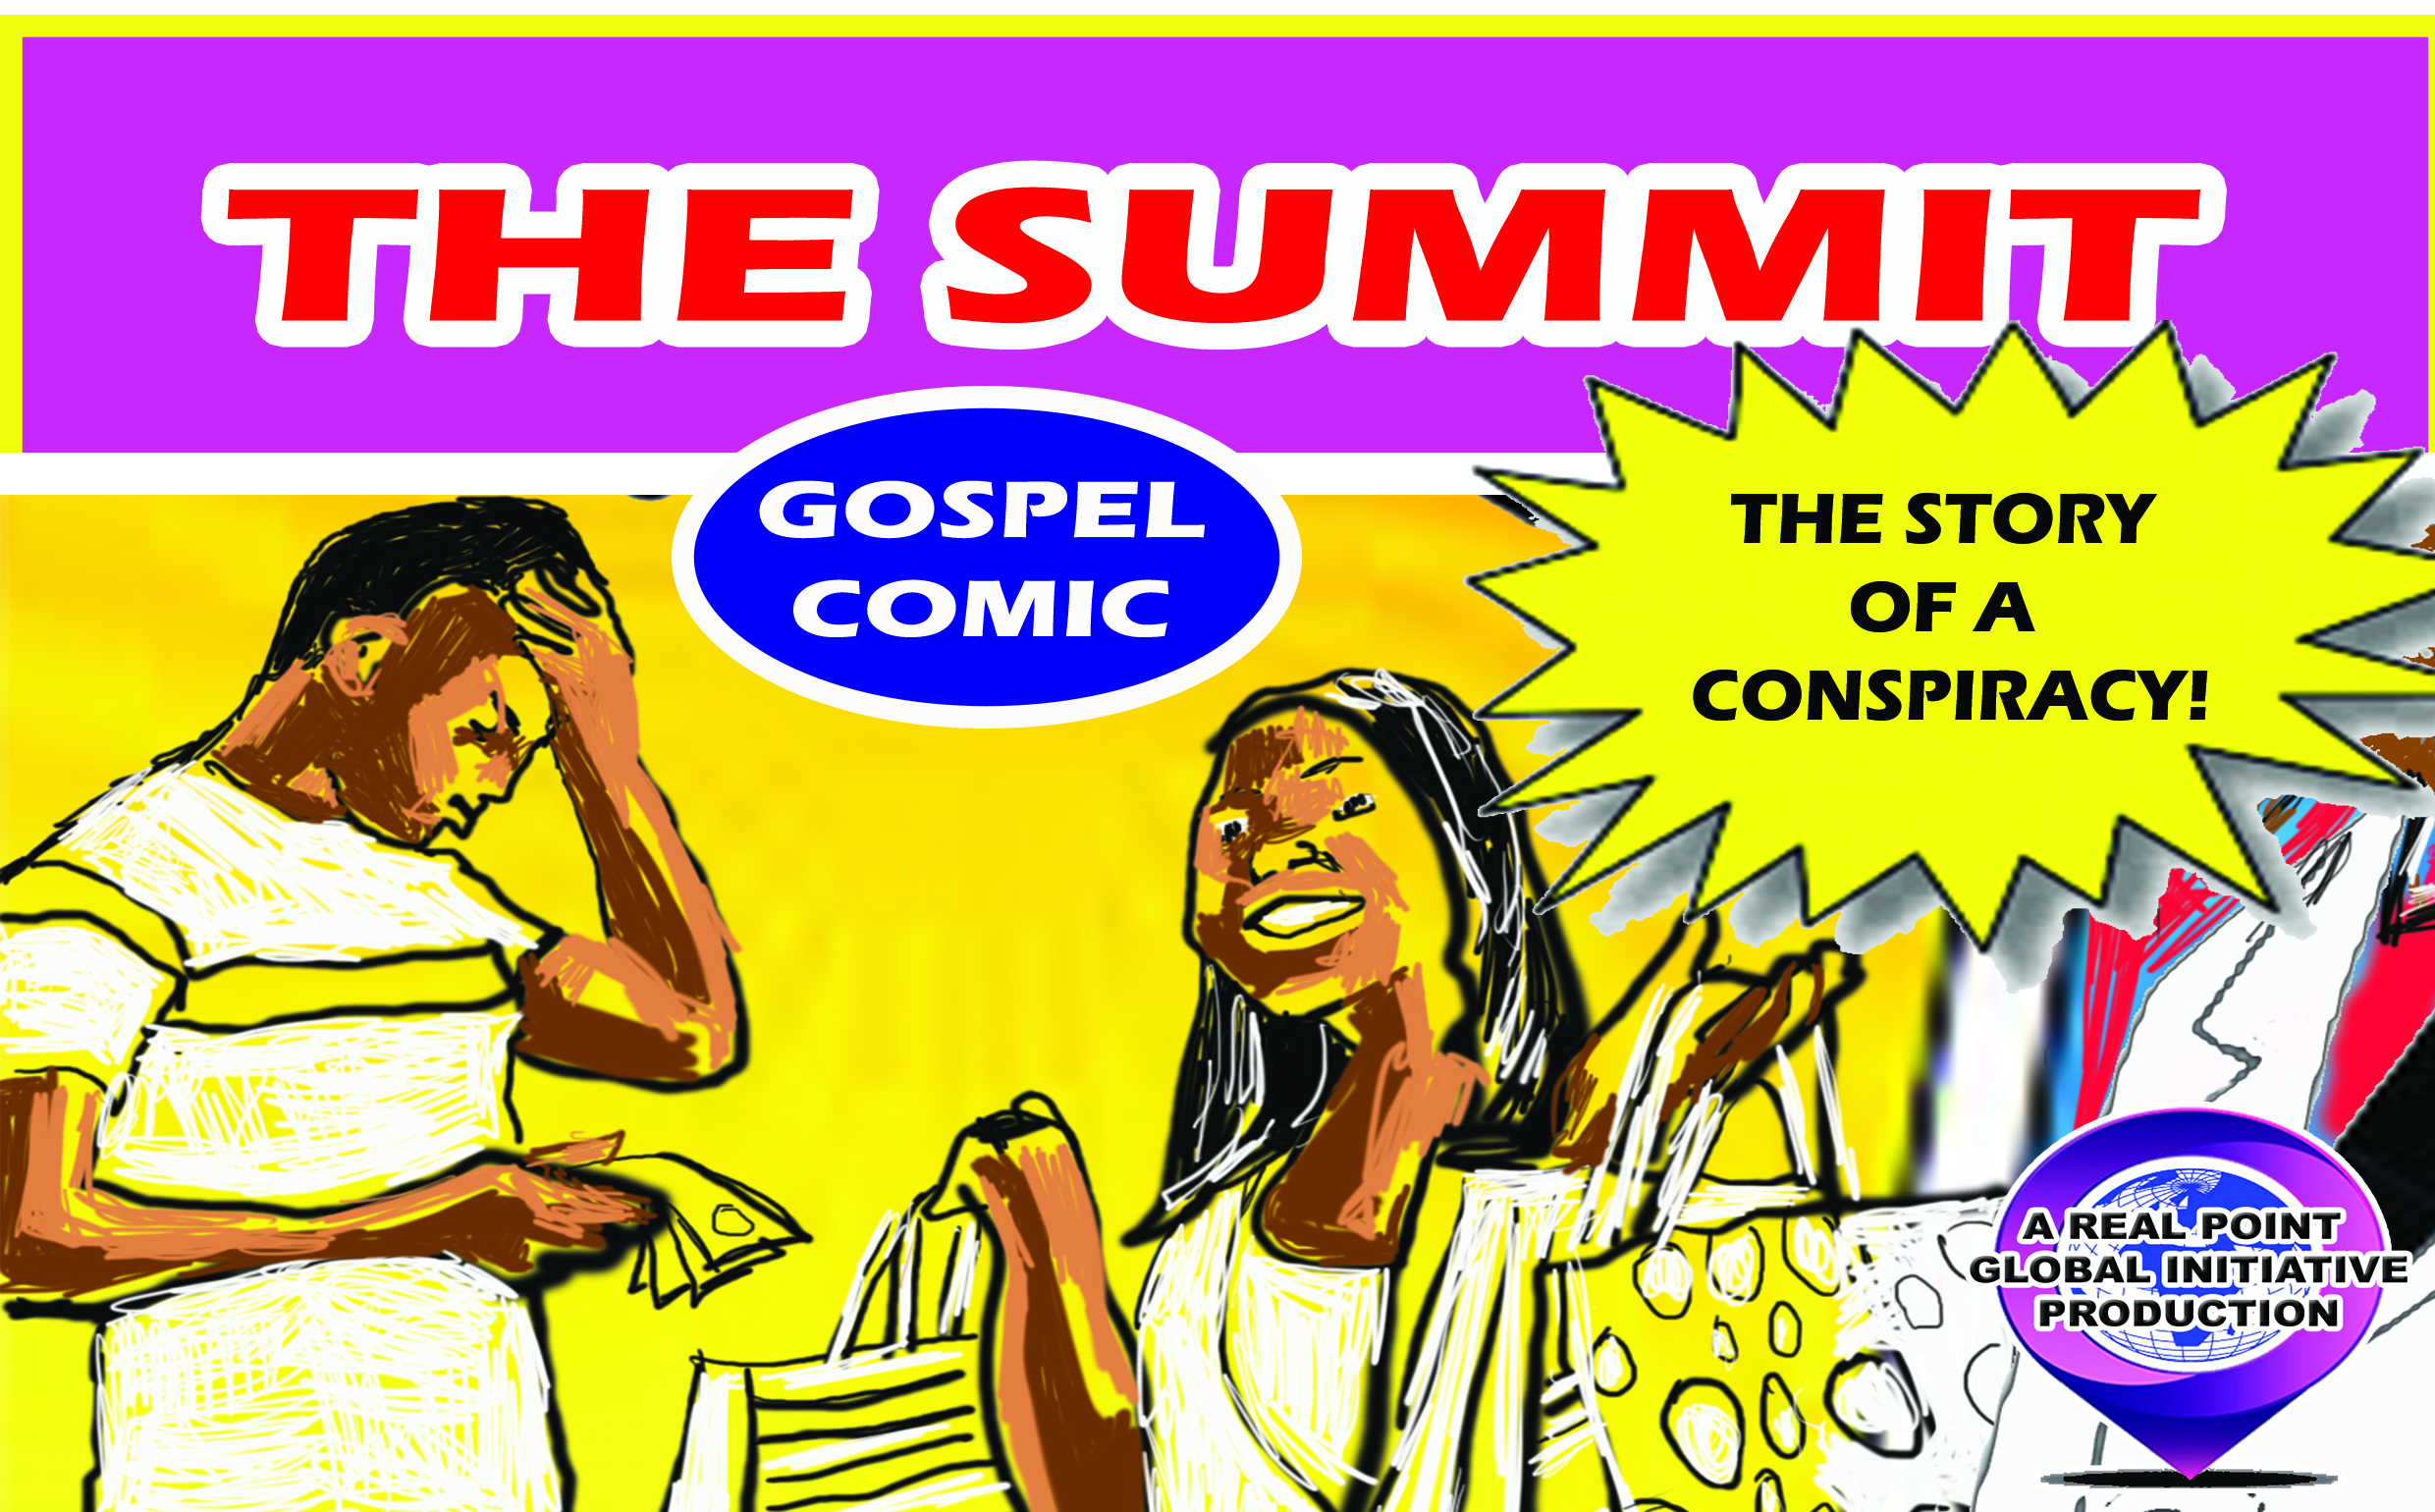 THE SUMMIT
GOSPEL
COMIC
THE STORY
OF A
CONSPIRACY!
A REAL POINT
GLOBAL INITIATIVE
PRODUCTION